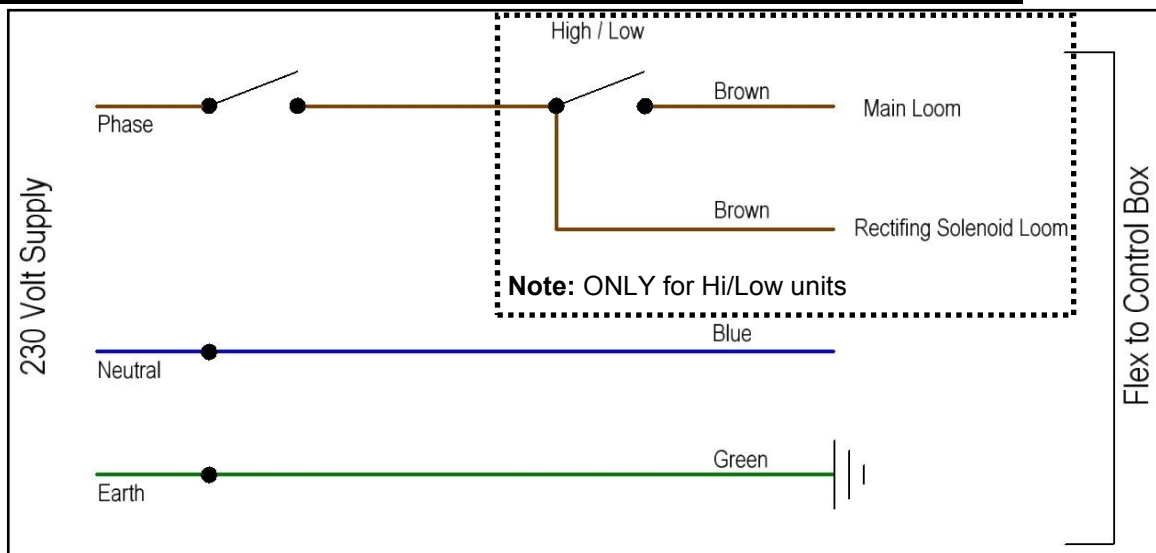 High / Low
Brown
Main Loom
Phase
Brown
Rectifing Solenoid Loom
Note: ONLY for Hi/Low units
Blue
Neutral
Green
Earth
230 Volt Supply
Flex to Control Box